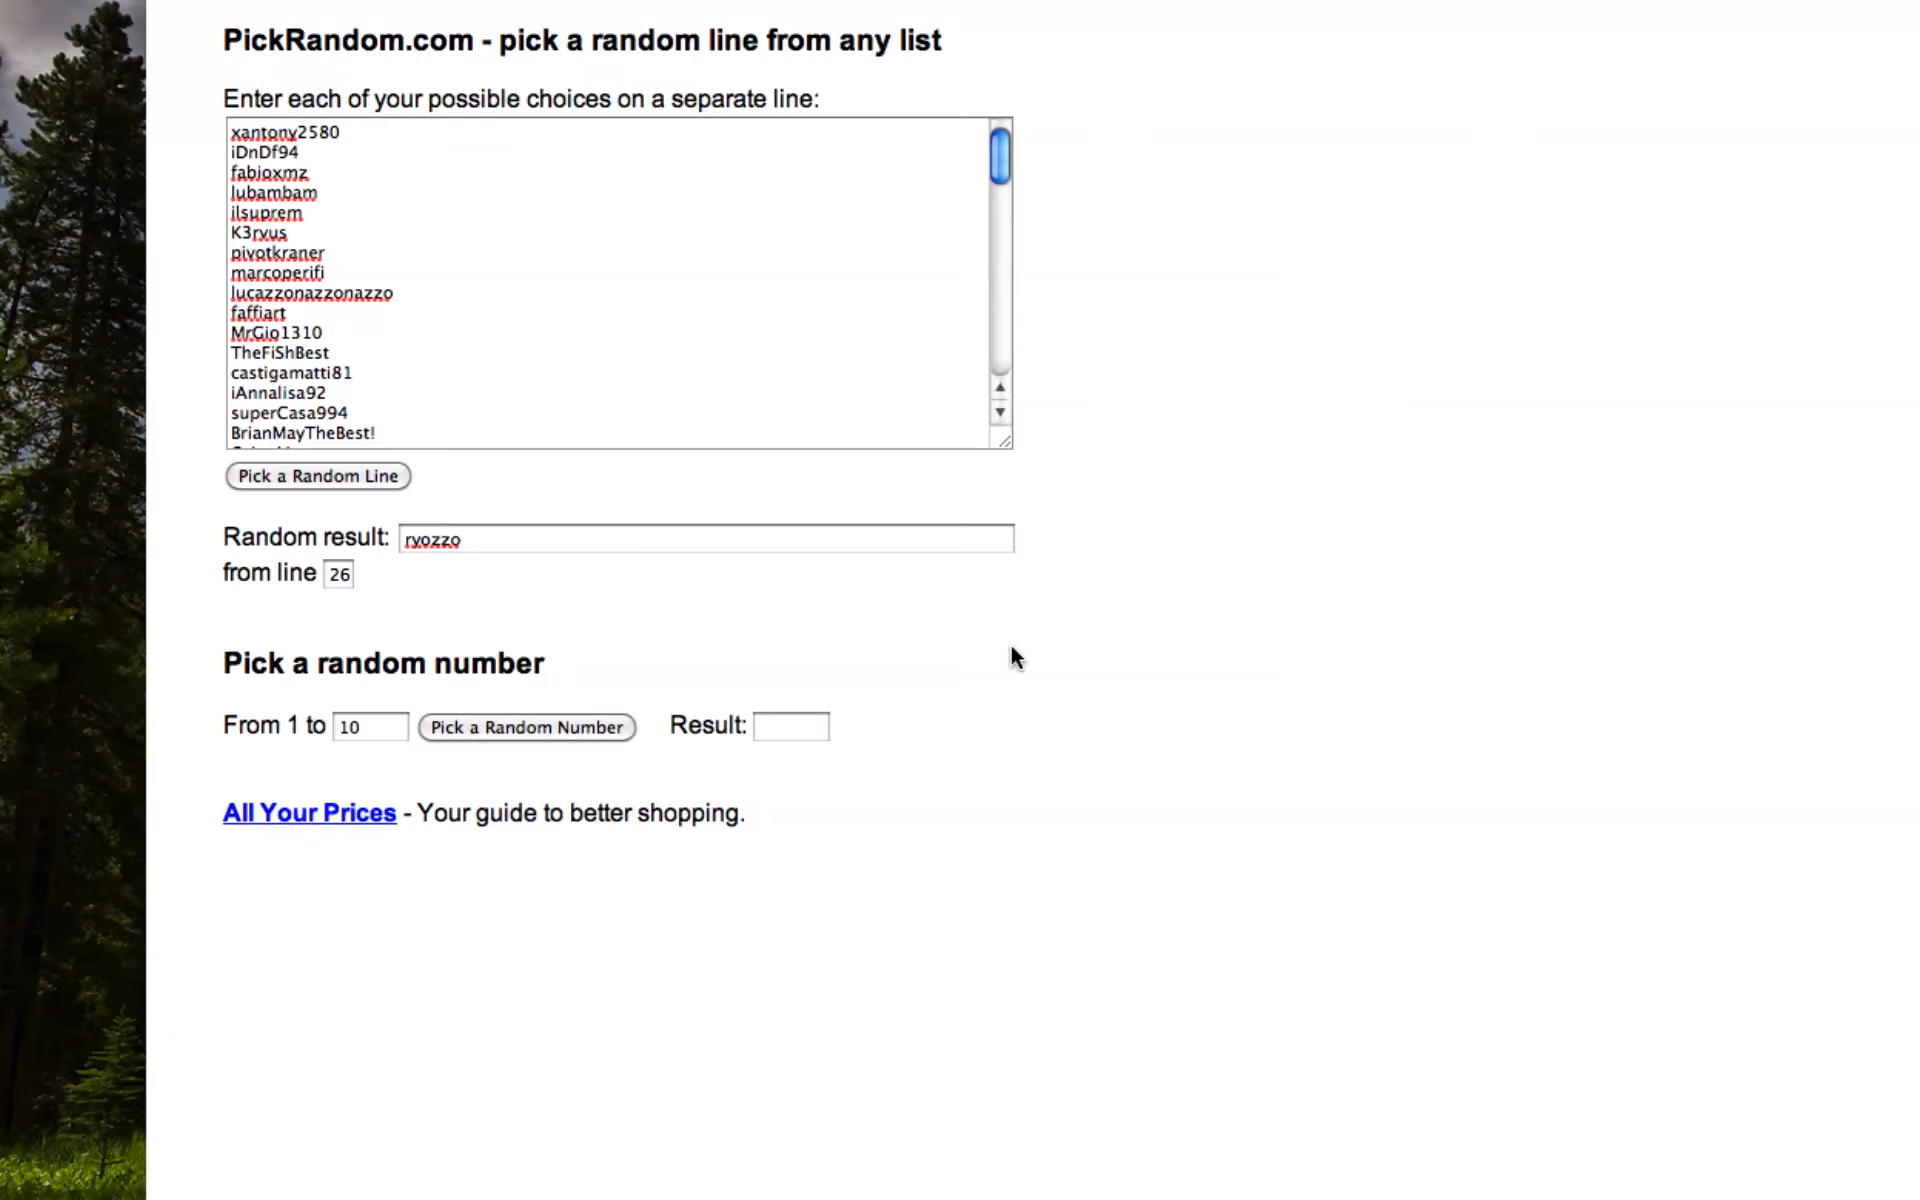 PickRandom.com - pick a random line from any list
Enter each of your possible choices on a separate line:
xantony2580
iDnDf94
fabioxmz
lubambam
ilsuprem
K3rvus
pivotkraner
marcoperifi
lucazzonazzonazzo
faffiart
MrGio1310
TheFiShBest
castigamatti81
iAnnalisa92
superCasa994
BrianMayTheBest!
Pick a Random Line
Random result: ryozzo
from line 26
Pick a random number
From 1 to 10 Pick a Random Number Result:
All Your Prices - Your guide to better shopping.